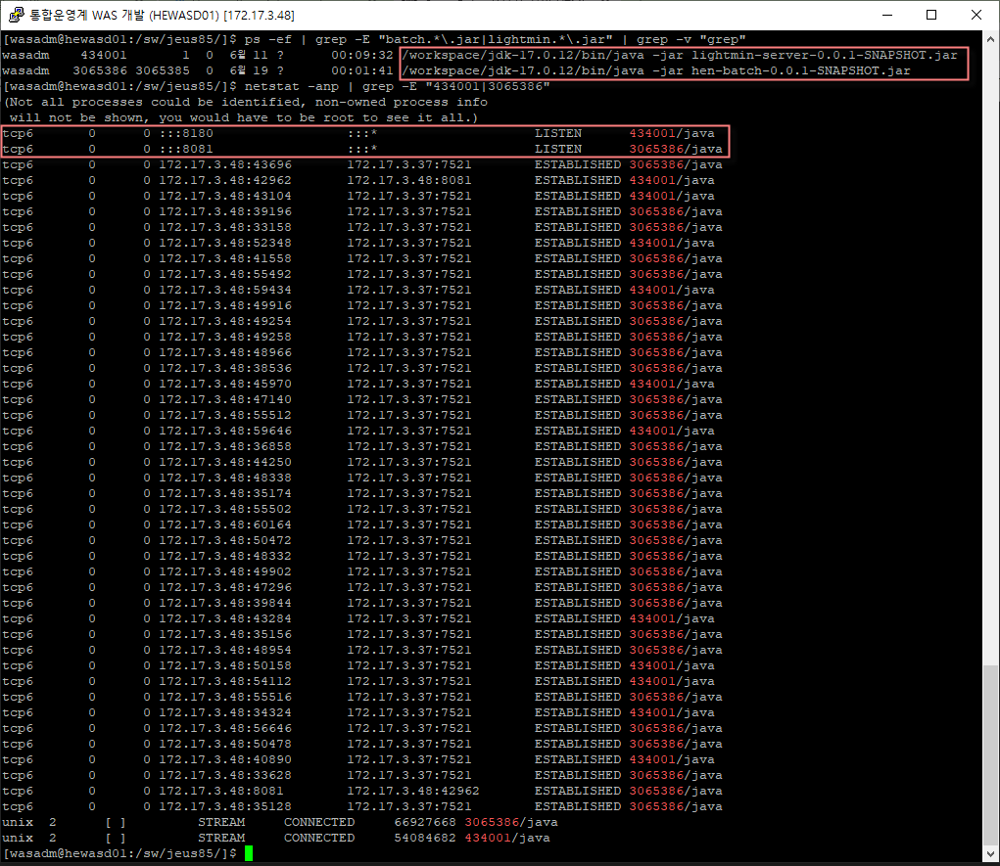 통합운영계 WAS 개발 (HEWASD01) [172.17.3.48]
[wasadm@hewasd01:/sw/jeus85/]$ ps -ef | grep -E "batch.*\.jar|lightmin.*\.jar" | grep -v "grep"
wasadm    434001       1  0  6월 11 ?      00:09:32 /workspace/jdk-17.0.12/bin/java -jar lightmin-server-0.0.1-SNAPSHOT.jar
wasadm   3065386 3065385  0  6월 19 ?      00:01:41 /workspace/jdk-17.0.12/bin/java -jar hen-batch-0.0.1-SNAPSHOT.jar
[wasadm@hewasd01:/sw/jeus85/]$ netstat -anp | grep -E "434001|3065386"
(Not all processes could be identified, non-owned process info
 will not be shown, you would have to be root to see it all.)
tcp6       0      0 :::8180                 :::*                    LISTEN      434001/java
tcp6       0      0 :::8081                 :::*                    LISTEN      3065386/java
tcp6       0      0 172.17.3.48:43696       172.17.3.37:7521        ESTABLISHED 3065386/java
tcp6       0      0 172.17.3.48:42962       172.17.3.48:8081        ESTABLISHED 434001/java
tcp6       0      0 172.17.3.48:43104       172.17.3.37:7521        ESTABLISHED 434001/java
tcp6       0      0 172.17.3.48:39196       172.17.3.37:7521        ESTABLISHED 3065386/java
tcp6       0      0 172.17.3.48:33158       172.17.3.37:7521        ESTABLISHED 3065386/java
tcp6       0      0 172.17.3.48:52348       172.17.3.37:7521        ESTABLISHED 434001/java
tcp6       0      0 172.17.3.48:41558       172.17.3.37:7521        ESTABLISHED 3065386/java
tcp6       0      0 172.17.3.48:55492       172.17.3.37:7521        ESTABLISHED 3065386/java
tcp6       0      0 172.17.3.48:59434       172.17.3.37:7521        ESTABLISHED 434001/java
tcp6       0      0 172.17.3.48:49916       172.17.3.37:7521        ESTABLISHED 3065386/java
tcp6       0      0 172.17.3.48:49254       172.17.3.37:7521        ESTABLISHED 3065386/java
tcp6       0      0 172.17.3.48:49258       172.17.3.37:7521        ESTABLISHED 3065386/java
tcp6       0      0 172.17.3.48:48966       172.17.3.37:7521        ESTABLISHED 3065386/java
tcp6       0      0 172.17.3.48:38536       172.17.3.37:7521        ESTABLISHED 3065386/java
tcp6       0      0 172.17.3.48:45970       172.17.3.37:7521        ESTABLISHED 434001/java
tcp6       0      0 172.17.3.48:47140       172.17.3.37:7521        ESTABLISHED 3065386/java
tcp6       0      0 172.17.3.48:55512       172.17.3.37:7521        ESTABLISHED 3065386/java
tcp6       0      0 172.17.3.48:59646       172.17.3.37:7521        ESTABLISHED 434001/java
tcp6       0      0 172.17.3.48:36858       172.17.3.37:7521        ESTABLISHED 3065386/java
tcp6       0      0 172.17.3.48:44250       172.17.3.37:7521        ESTABLISHED 3065386/java
tcp6       0      0 172.17.3.48:48338       172.17.3.37:7521        ESTABLISHED 3065386/java
tcp6       0      0 172.17.3.48:35174       172.17.3.37:7521        ESTABLISHED 3065386/java
tcp6       0      0 172.17.3.48:55502       172.17.3.37:7521        ESTABLISHED 3065386/java
tcp6       0      0 172.17.3.48:60164       172.17.3.37:7521        ESTABLISHED 3065386/java
tcp6       0      0 172.17.3.48:50472       172.17.3.37:7521        ESTABLISHED 3065386/java
tcp6       0      0 172.17.3.48:48332       172.17.3.37:7521        ESTABLISHED 3065386/java
tcp6       0      0 172.17.3.48:49902       172.17.3.37:7521        ESTABLISHED 3065386/java
tcp6       0      0 172.17.3.48:47296       172.17.3.37:7521        ESTABLISHED 3065386/java
tcp6       0      0 172.17.3.48:39844       172.17.3.37:7521        ESTABLISHED 3065386/java
tcp6       0      0 172.17.3.48:43284       172.17.3.37:7521        ESTABLISHED 434001/java
tcp6       0      0 172.17.3.48:35156       172.17.3.37:7521        ESTABLISHED 3065386/java
tcp6       0      0 172.17.3.48:48954       172.17.3.37:7521        ESTABLISHED 3065386/java
tcp6       0      0 172.17.3.48:50158       172.17.3.37:7521        ESTABLISHED 434001/java
tcp6       0      0 172.17.3.48:54112       172.17.3.37:7521        ESTABLISHED 434001/java
tcp6       0      0 172.17.3.48:55516       172.17.3.37:7521        ESTABLISHED 3065386/java
tcp6       0      0 172.17.3.48:34324       172.17.3.37:7521        ESTABLISHED 434001/java
tcp6       0      0 172.17.3.48:56646       172.17.3.37:7521        ESTABLISHED 3065386/java
tcp6       0      0 172.17.3.48:50478       172.17.3.37:7521        ESTABLISHED 3065386/java
tcp6       0      0 172.17.3.48:40890       172.17.3.37:7521        ESTABLISHED 434001/java
tcp6       0      0 172.17.3.48:33628       172.17.3.37:7521        ESTABLISHED 3065386/java
tcp6       0      0 172.17.3.48:8081        172.17.3.48:42962       ESTABLISHED 3065386/java
tcp6       0      0 172.17.3.48:35128       172.17.3.37:7521        ESTABLISHED 3065386/java
unix  2      [ ]         STREAM     CONNECTED     66927668 3065386/java
unix  2      [ ]         STREAM     CONNECTED     54084682 434001/java
[wasadm@hewasd01:/sw/jeus85/]$